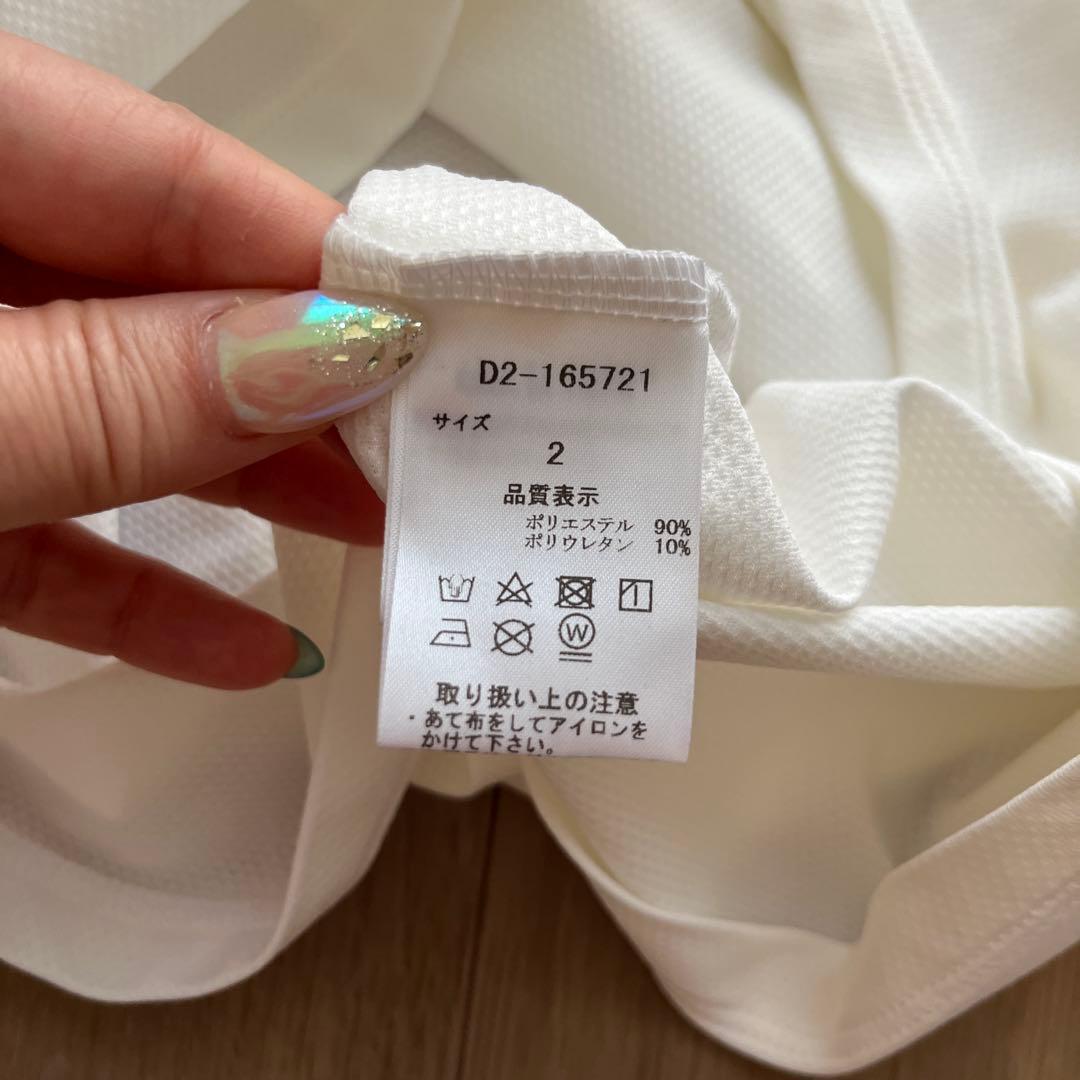 D2-165721
サイズ
2
品質表示
ポリエステル 90%
ポリウレタン 10%
W
取り扱い上の注意
・あて布をしてアイロンを
かけて下さい。